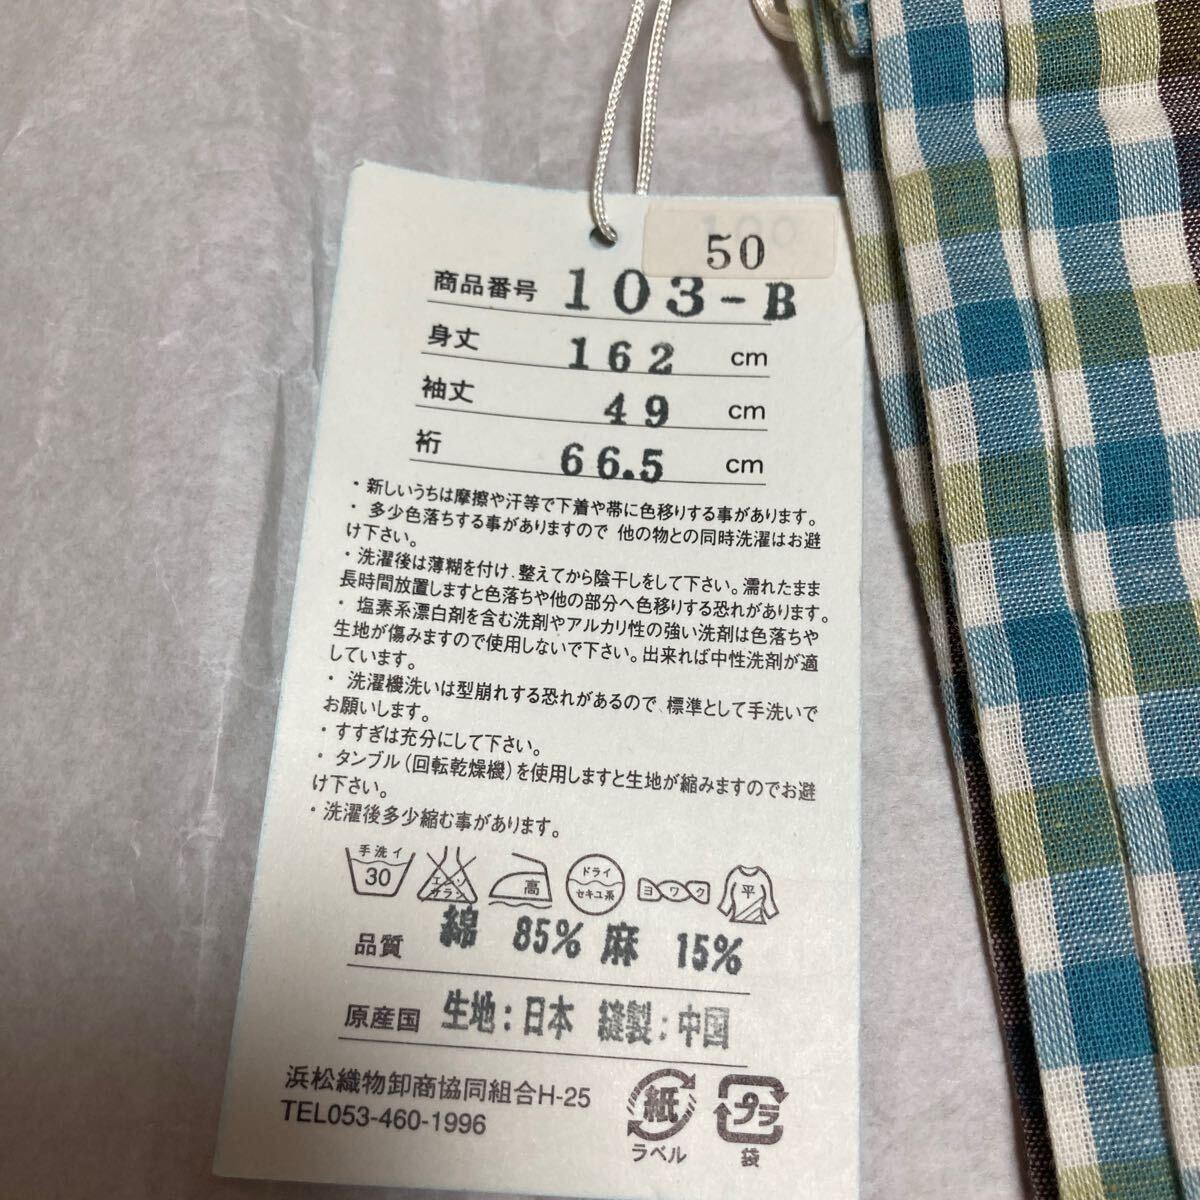 50
商品番号 103-B
身丈 162 cm
袖丈 49 cm
裄 66.5 cm
・新しいうちは摩擦や汗等で下着や帯に色移りする事があります。
・多少色落ちする事がありますので 他の物との同時洗濯はお避
け下さい。
・洗濯後は薄糊を付け、整えてから陰干しをして下さい。濡れたまま
長時間放置しますと色落ちや他の部分へ色移りする恐れがあります。
・塩素系漂白剤を含む洗剤やアルカリ性の強い洗剤は色落ちや
生地が傷みますので使用しないで下さい。出来れば中性洗剤が適
しています。
・洗濯機洗いは型崩れする恐れがあるので、標準として手洗いで
お願いします。
・すすぎは充分にして下さい。
・タンブル(回転乾燥機)を使用しますと生地が縮みますのでお避
け下さい。
・洗濯後多少縮む事があります。
手洗イ 30 エンソサラシ 高 ドライ セキユ系 ヨワク 平
品質 綿 85% 麻 15%
原産国 生地:日本 縫製:中国
浜松織物卸商協同組合H-25
TEL053-460-1996
紙 ラベル
プラ 袋